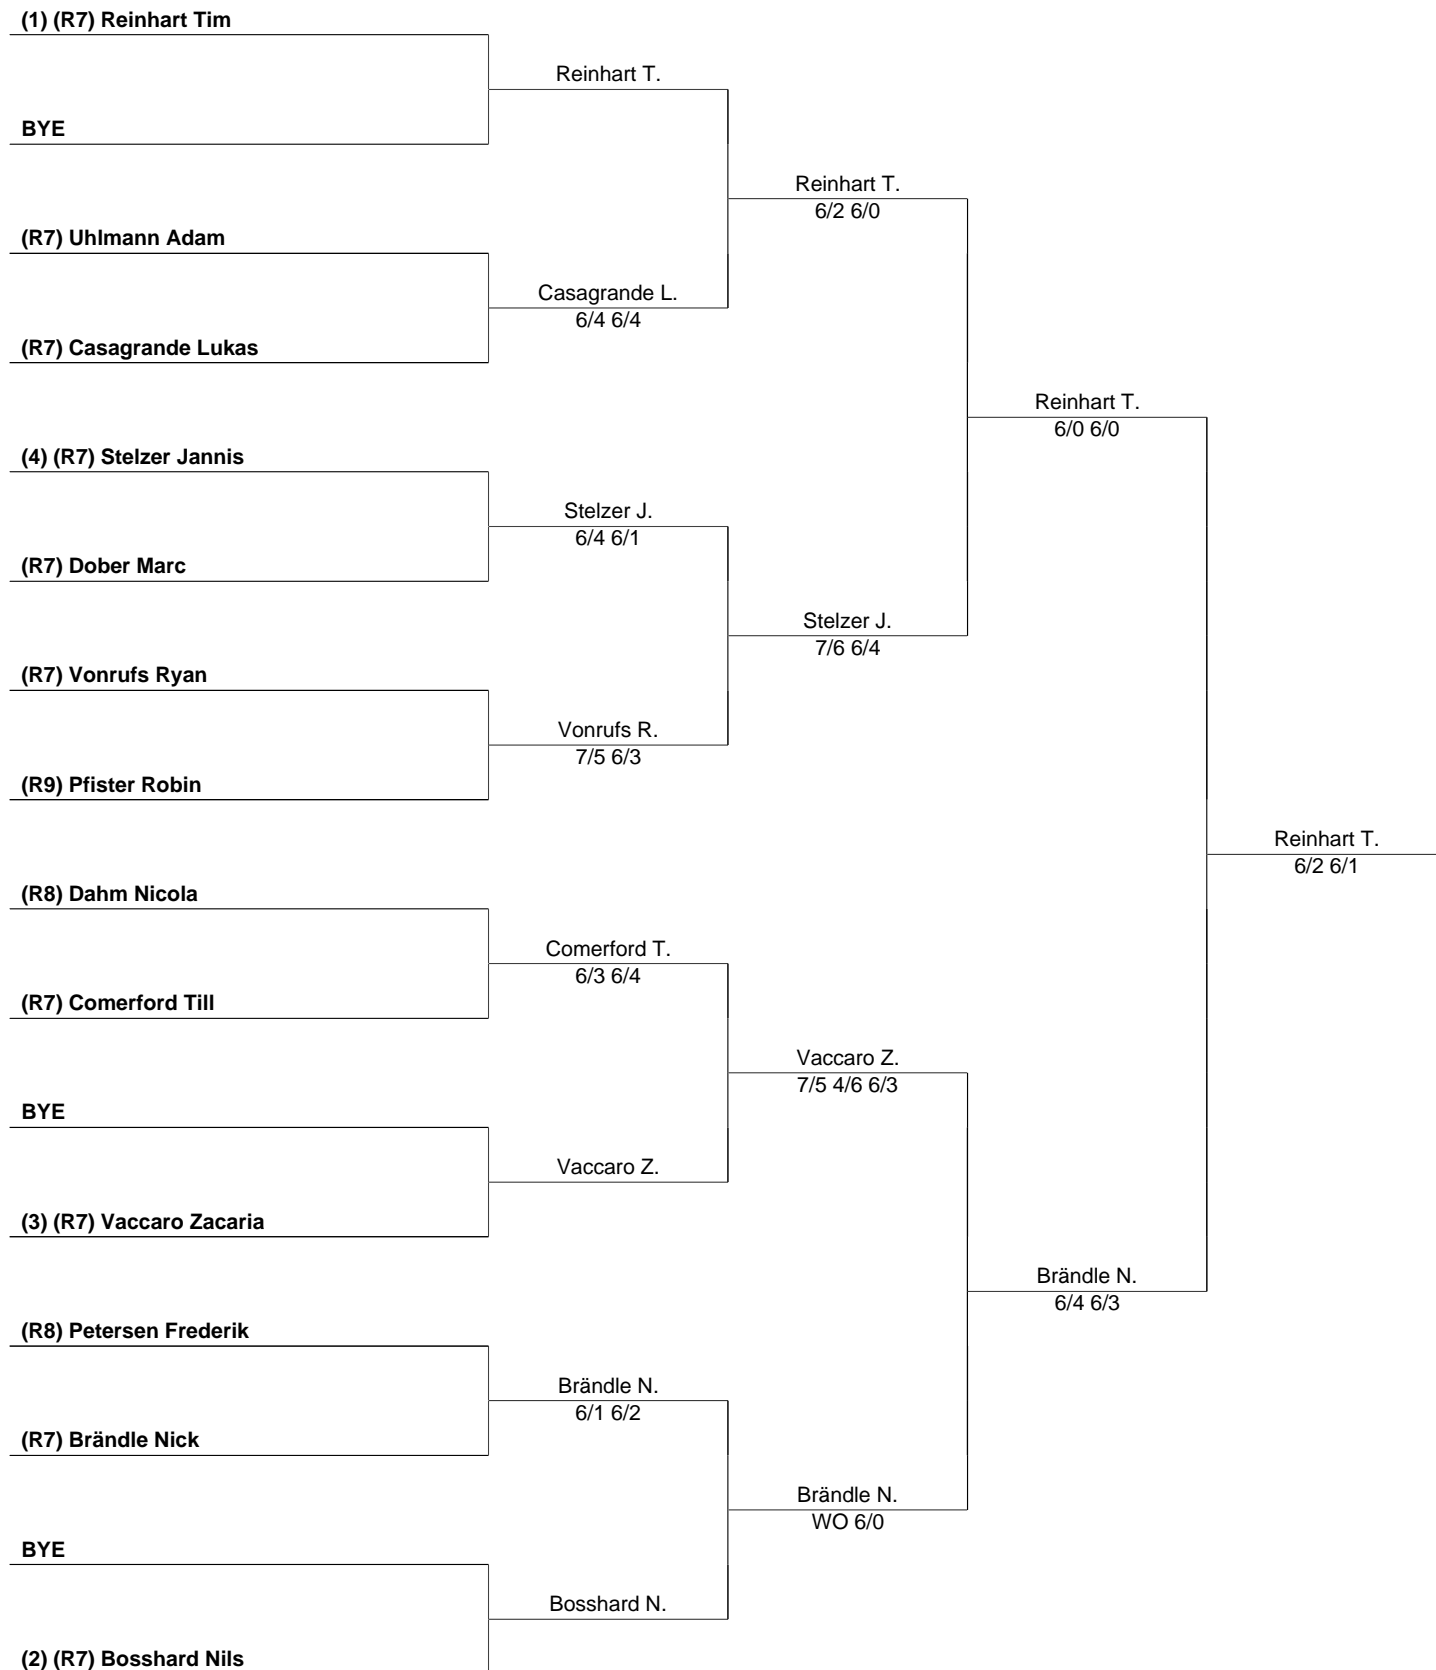 (1) (R7) Reinhart Tim
Reinhart T.
BYE
Reinhart T.
6/2 6/0
(R7) Uhlmann Adam
Casagrande L.
6/4 6/4
(R7) Casagrande Lukas
Reinhart T.
6/0 6/0
(4) (R7) Stelzer Jannis
Stelzer J.
6/4 6/1
(R7) Dober Marc
Stelzer J.
7/6 6/4
(R7) Vonrufs Ryan
Vonrufs R.
7/5 6/3
(R9) Pfister Robin
Reinhart T.
6/2 6/1
(R8) Dahm Nicola
Comerford T.
6/3 6/4
(R7) Comerford Till
Vaccaro Z.
7/5 4/6 6/3
BYE
Vaccaro Z.
(3) (R7) Vaccaro Zacaria
Brändle N.
6/4 6/3
(R8) Petersen Frederik
Brändle N.
6/1 6/2
(R7) Brändle Nick
Brändle N.
WO 6/0
BYE
Bosshard N.
(2) (R7) Bosshard Nils